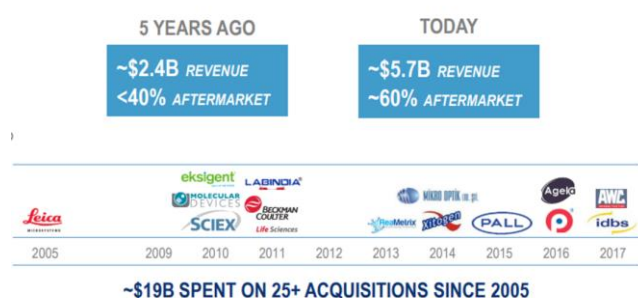 5 YEARS AGO
TODAY
~$2.4B REVENUE
<40% AFTERMARKET
~$5.7B REVENUE
~60% AFTERMARKET
eksigent
LABINDIA
MOLECULAR
DEVICES
BECKMAN
COULTER
Life Sciences
SCIEX
Leica
MICROSYSTEMS
MIKRO OPTIK
ReaMetrix
Xitogen
PALL
Agela
AWC
idbs
2005
2009
2010
2011
2012
2013
2014
2015
2016
2017
~$19B SPENT ON 25+ ACQUISITIONS SINCE 2005